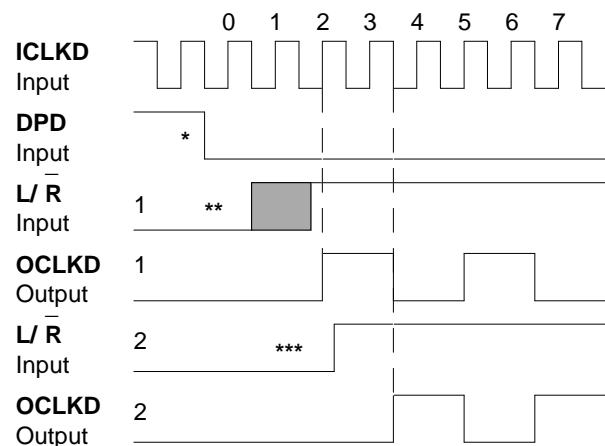 0 1 2 3 4 5 6 7
ICLKD
Input
DPD
Input
*
L/ R̅
Input
1
**
OCLKD
Output
1
L/ R̅
Input
2
***
OCLKD
Output
2